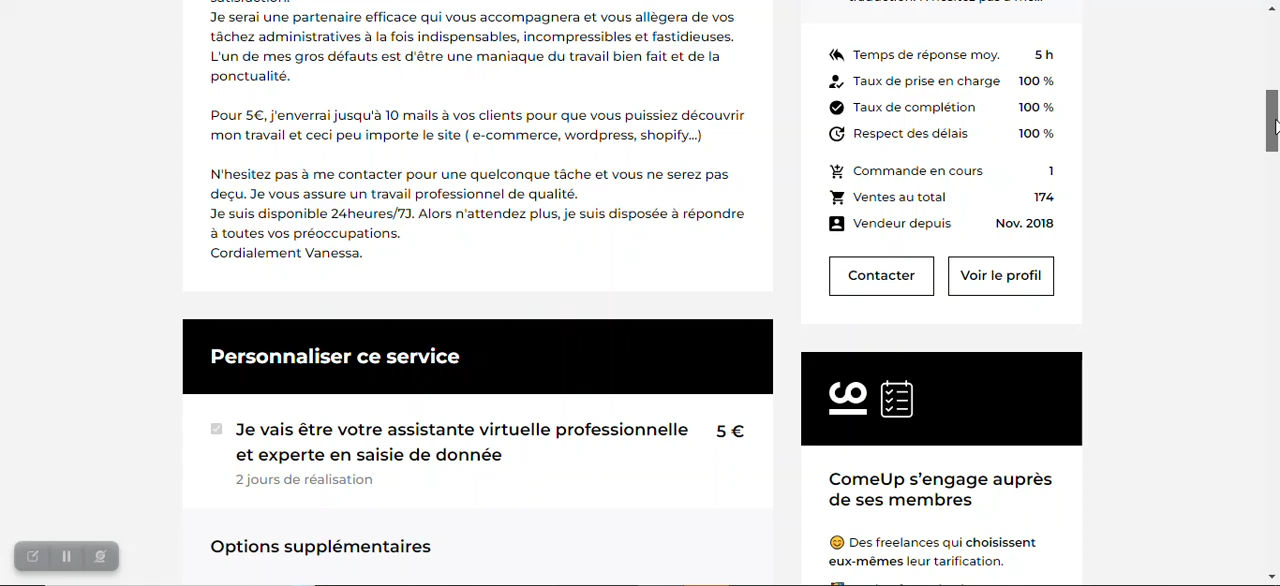 Je serai une partenaire efficace qui vous accompagnera et vous allègera de vos
tâchez administratives à la fois indispensables, incompressibles et fastidieuses.
L'un de mes gros défauts est d'être une maniaque du travail bien fait et de la
ponctualité.
Pour 5€, j'enverrai jusqu'à 10 mails à vos clients pour que vous puissiez découvrir
mon travail et ceci peu importe le site ( e-commerce, wordpress, shopify...)
N'hesitez pas à me contacter pour une quelconque tâche et vous ne serez pas
deçu. Je vous assure un travail professionnel de qualité.
Je suis disponible 24heures/7J. Alors n'attendez plus, je suis disposée à répondre
à toutes vos préoccupations.
Cordialement Vanessa.
Personnaliser ce service
Je vais être votre assistante virtuelle professionnelle
et experte en saisie de donnée
5 €
2 jours de réalisation
Options supplémentaires
Temps de réponse moy. 5 h
Taux de prise en charge 100 %
Taux de complétion 100 %
Respect des délais 100 %
Commande en cours 1
Ventes au total 174
Vendeur depuis Nov. 2018
Contacter Voir le profil
ComeUp s'engage auprès
de ses membres
Des freelances qui choisissent
eux-mêmes leur tarification.